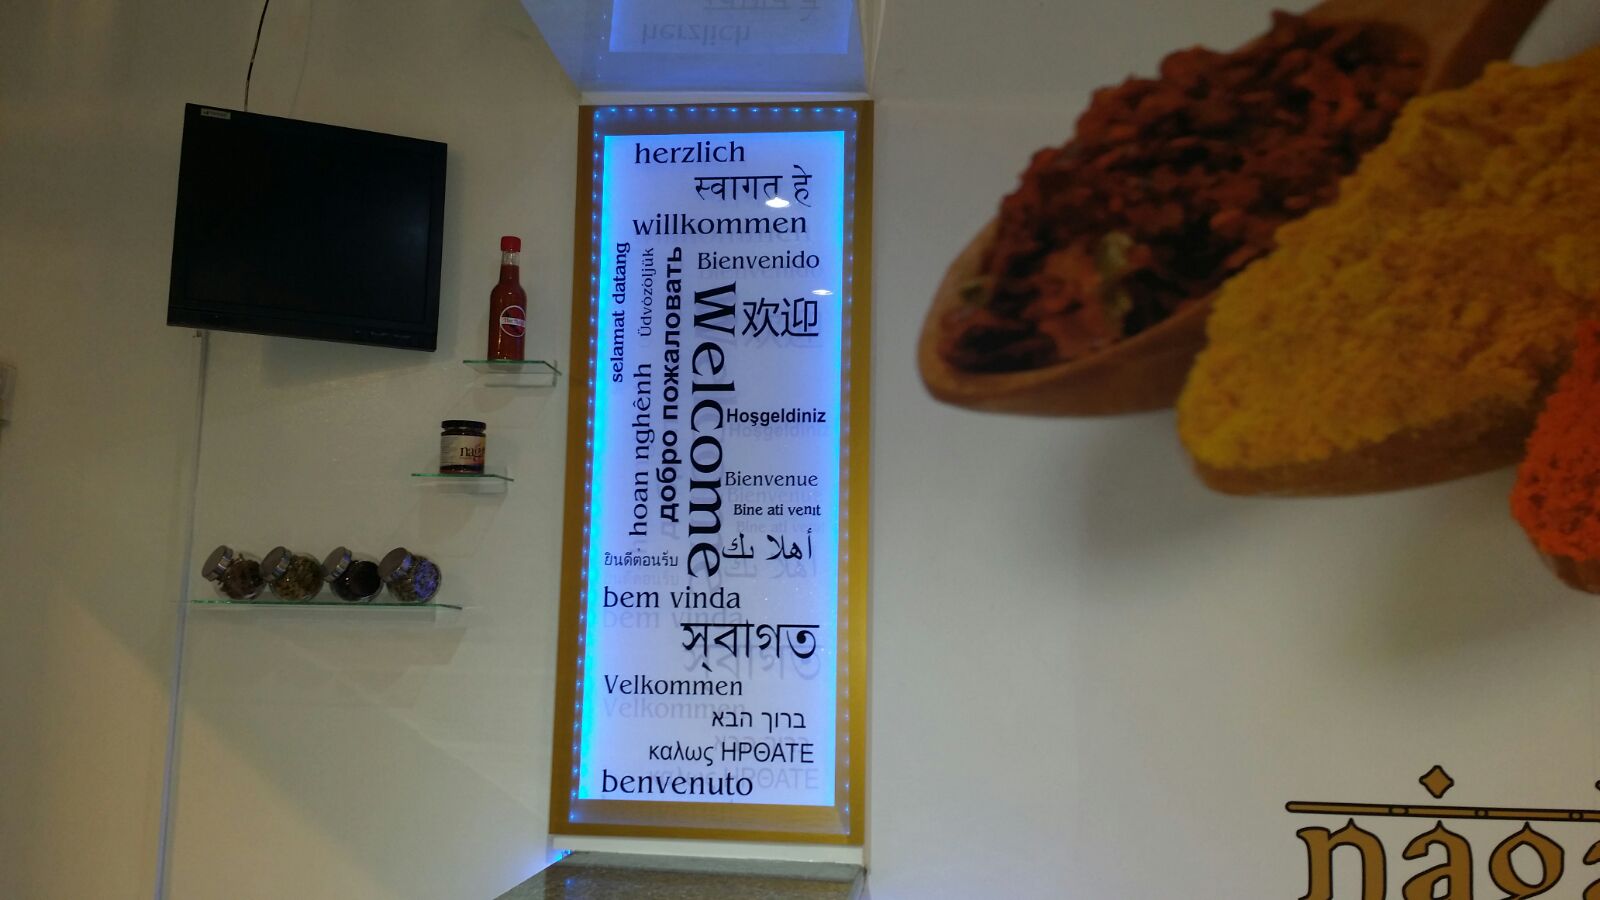 herzlich
स्वागत हे
willkommen
Bienvenido
selamat datang
Üdvözöljük
добро пожаловать
Welcome
欢迎
hoan nghênh
Hoşgeldiniz
Bienvenue
Bine ati venit
أهلا بك
ยินดีตอนรับ
bem vinda
স্বাগত
Velkommen
ברוך הבא
καλως ΗΡΘΑΤΕ
benvenuto
naga